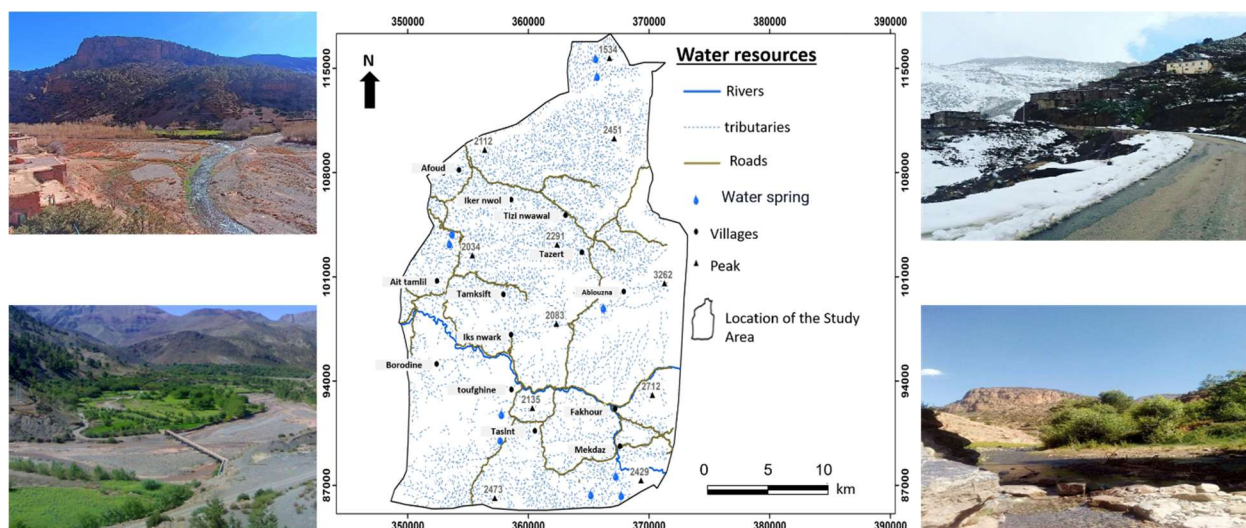 350000 360000 370000 380000 390000
N
Water resources
Rivers
tributaries
Roads
Water spring
Villages
Peak
Location of the Study
Area
115000
108000
101000
94000
87000
1534
2451
2112
Afoud
Iker nwol
Tizi nwawal
2291
2034
Tazert
3262
Ait tamlil
Tamksift
Ablouzna
2083
Iks nwark
Borodine
toufghine
2712
2135
Fakhour
Taslnt
Mekdaz
2429
2473
115000
108000
101000
94000
87000
0 5 10
km
350000 360000 370000 380000 390000